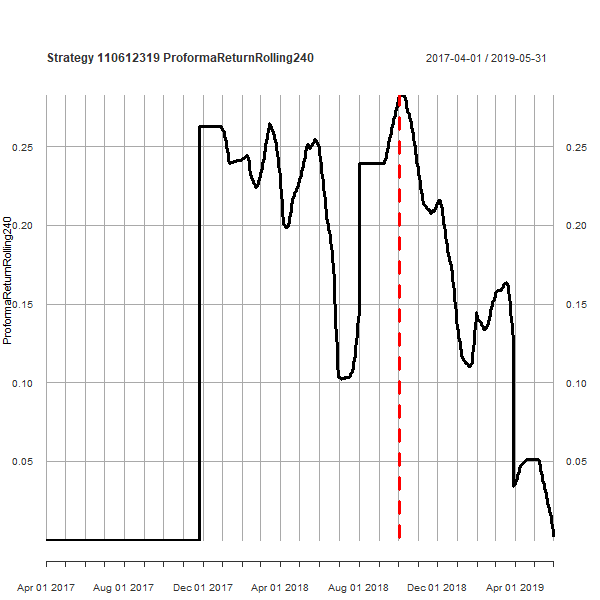 Strategy 110612319 ProformaReturnRolling240
2017-04-01 / 2019-05-31
ProformaReturnRolling240
0.25
0.20
0.15
0.10
0.05
0.25
0.20
0.15
0.10
0.05
Apr 01 2017
Aug 01 2017
Dec 01 2017
Apr 01 2018
Aug 01 2018
Dec 01 2018
Apr 01 2019